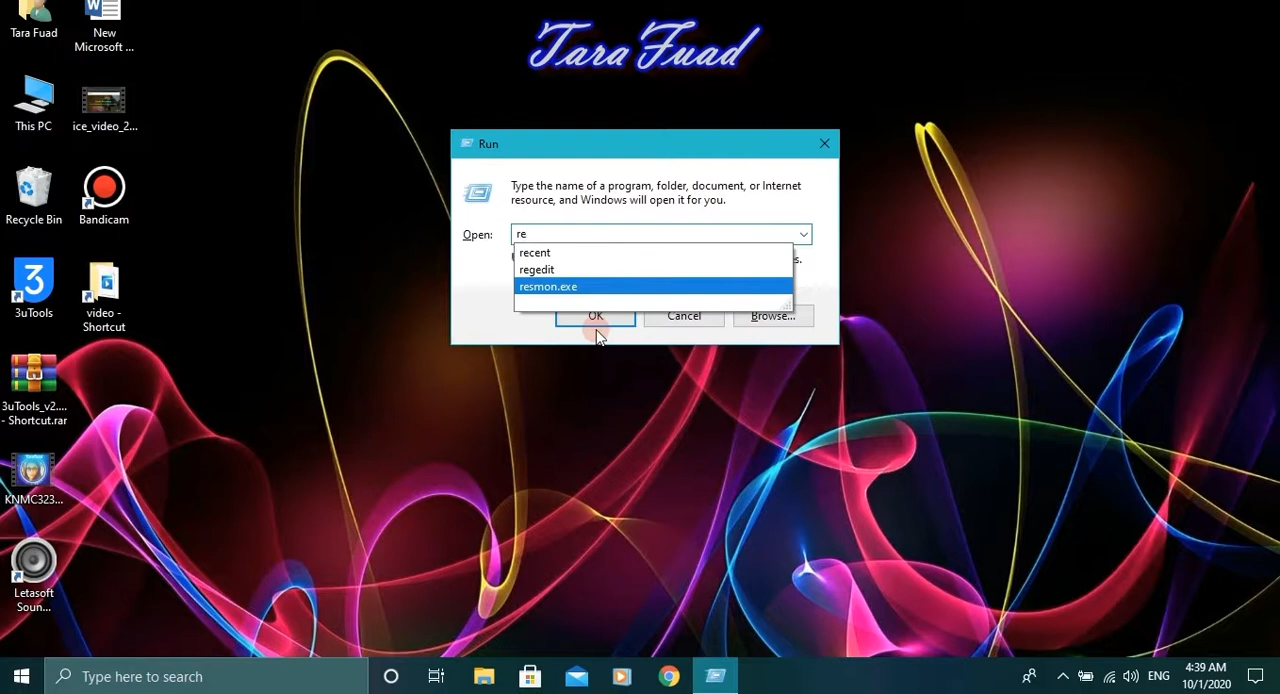 Tara Fuad
Tara Fuad
New
Microsoft ...
This PC
ice_video_2...
Recycle Bin
Bandicam
3
3uTools
video -
Shortcut
3uTools_v2....
- Shortcut.rar
KNMC323...
Letasoft
Soun...
Run
Type the name of a program, folder, document, or Internet
resource, and Windows will open it for you.
Open:
re
recent
regedit
resmon.exe
s.
OK
Cancel
Browse...
Type here to search
ENG
4:39 AM
10/1/2020